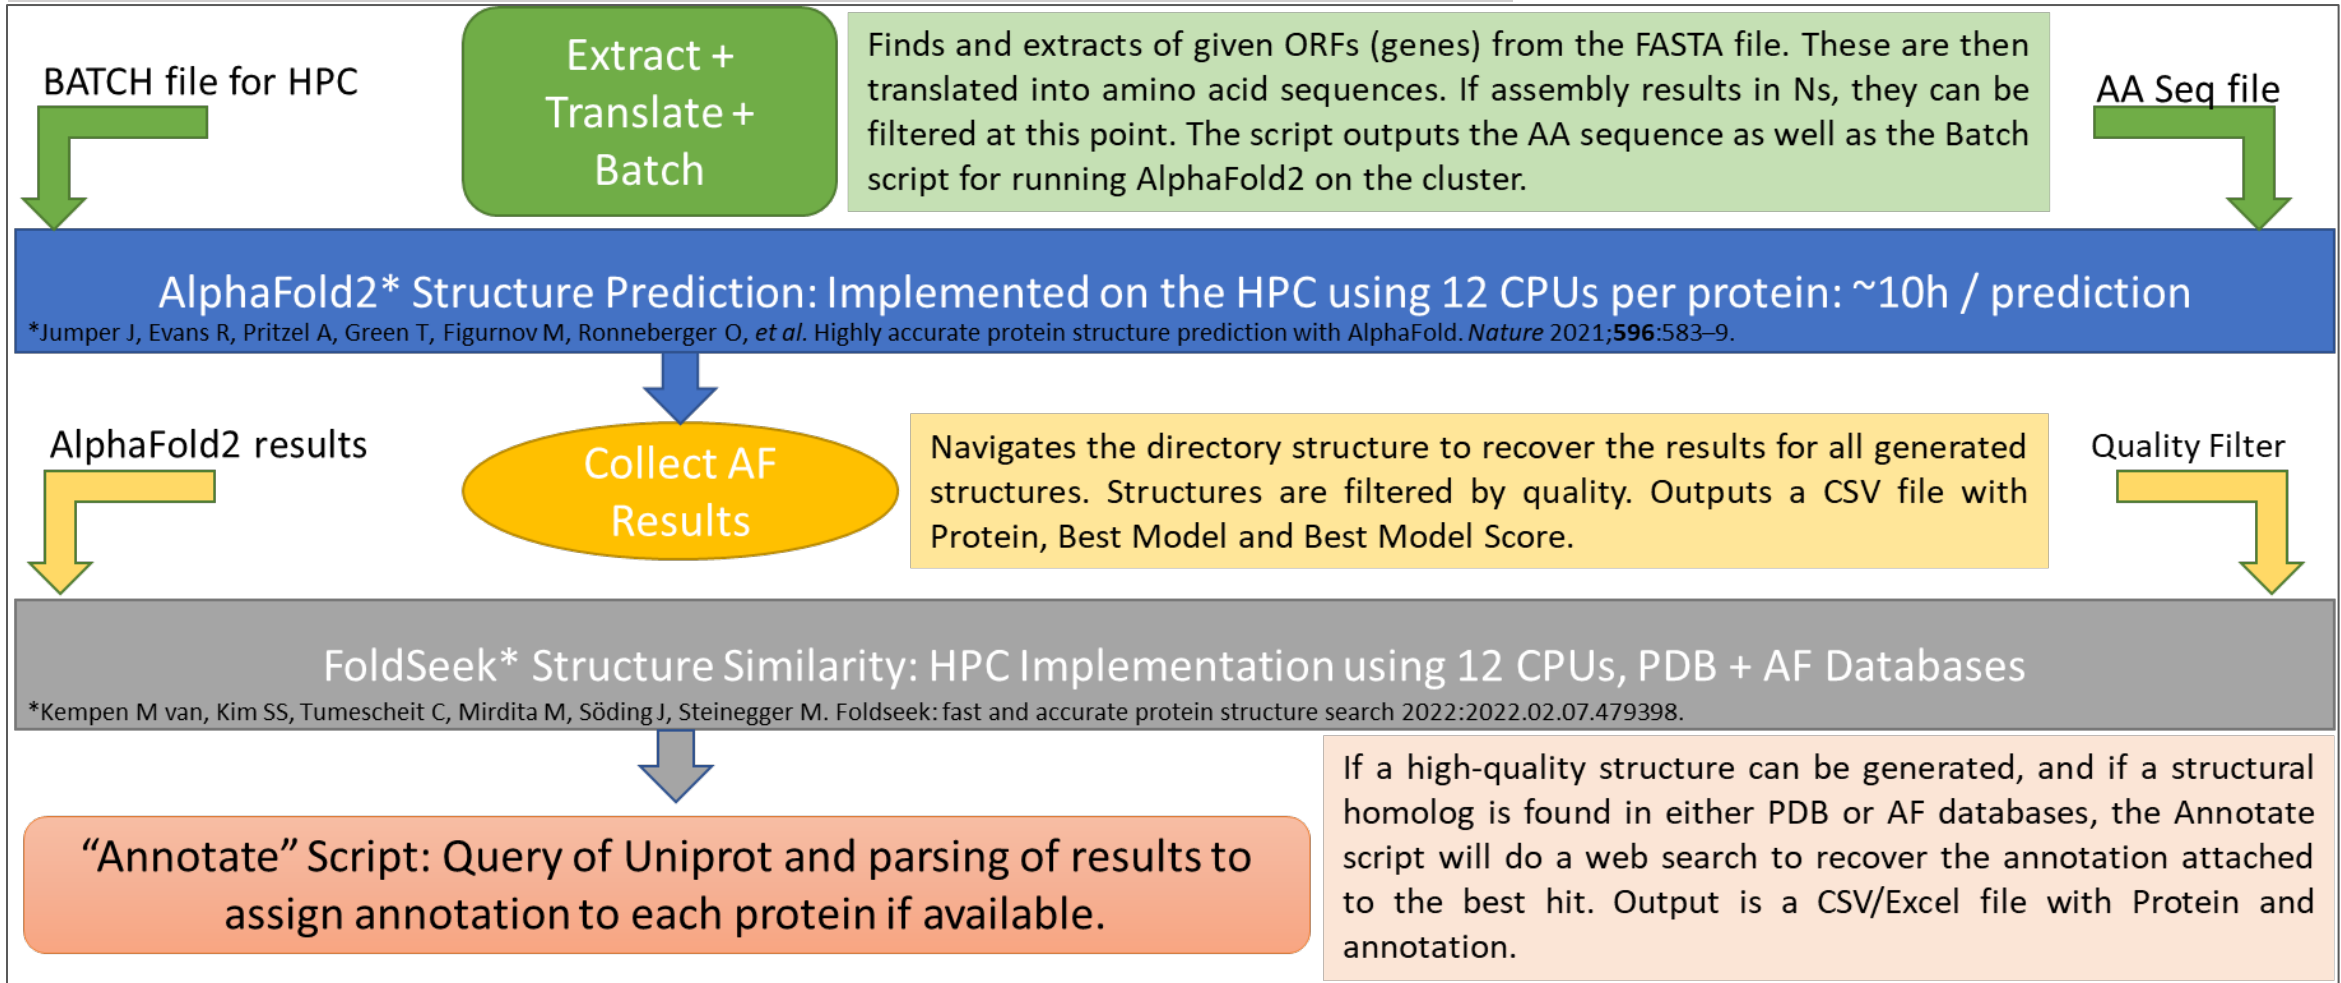 BATCH file for HPC
Extract +
Translate +
Batch
Finds and extracts of given ORFs (genes) from the FASTA file. These are then
translated into amino acid sequences. If assembly results in Ns, they can be
filtered at this point. The script outputs the AA sequence as well as the Batch
script for running AlphaFold2 on the cluster.
AA Seq file
AlphaFold2* Structure Prediction: Implemented on the HPC using 12 CPUs per protein: ~10h / prediction
*Jumper J, Evans R, Pritzel A, Green T, Figurnov M, Ronneberger O, et al. Highly accurate protein structure prediction with AlphaFold. Nature 2021;596:583–9.
AlphaFold2 results
Collect AF
Results
Navigates the directory structure to recover the results for all generated
structures. Structures are filtered by quality. Outputs a CSV file with
Protein, Best Model and Best Model Score.
Quality Filter
FoldSeek* Structure Similarity: HPC Implementation using 12 CPUs, PDB + AF Databases
*Kempen M van, Kim SS, Tumescheit C, Mirdita M, Söding J, Steinegger M. Foldseek: fast and accurate protein structure search 2022:2022.02.07.479398.
“Annotate” Script: Query of Uniprot and parsing of results to
assign annotation to each protein if available.
If a high-quality structure can be generated, and if a structural
homolog is found in either PDB or AF databases, the Annotate
script will do a web search to recover the annotation attached
to the best hit. Output is a CSV/Excel file with Protein and
annotation.